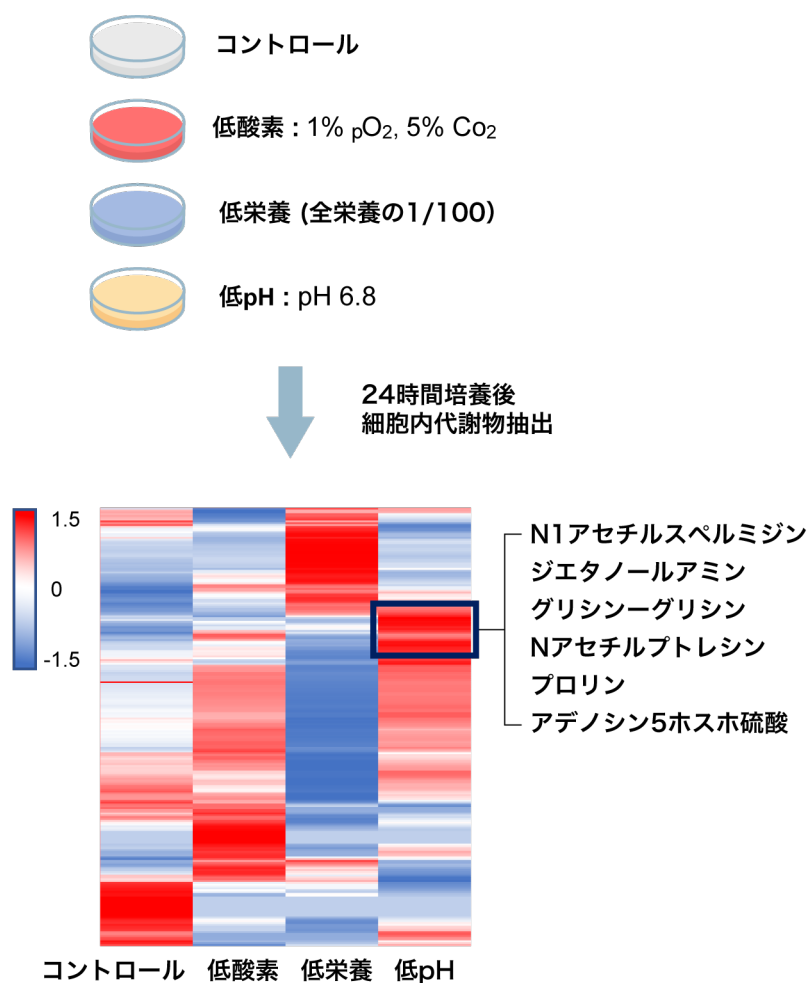 コントロール
低酸素 : 1% pO2, 5% Co2
低栄養 (全栄養の1/100）
低pH : pH 6.8
24時間培養後
細胞内代謝物抽出
1.5
0
-1.5
N1アセチルスペルミジン
ジエタノールアミン
グリシンーグリシン
Nアセチルプトレシン
プロリン
アデノシン5ホスホ硫酸
コントロール 低酸素 低栄養 低pH